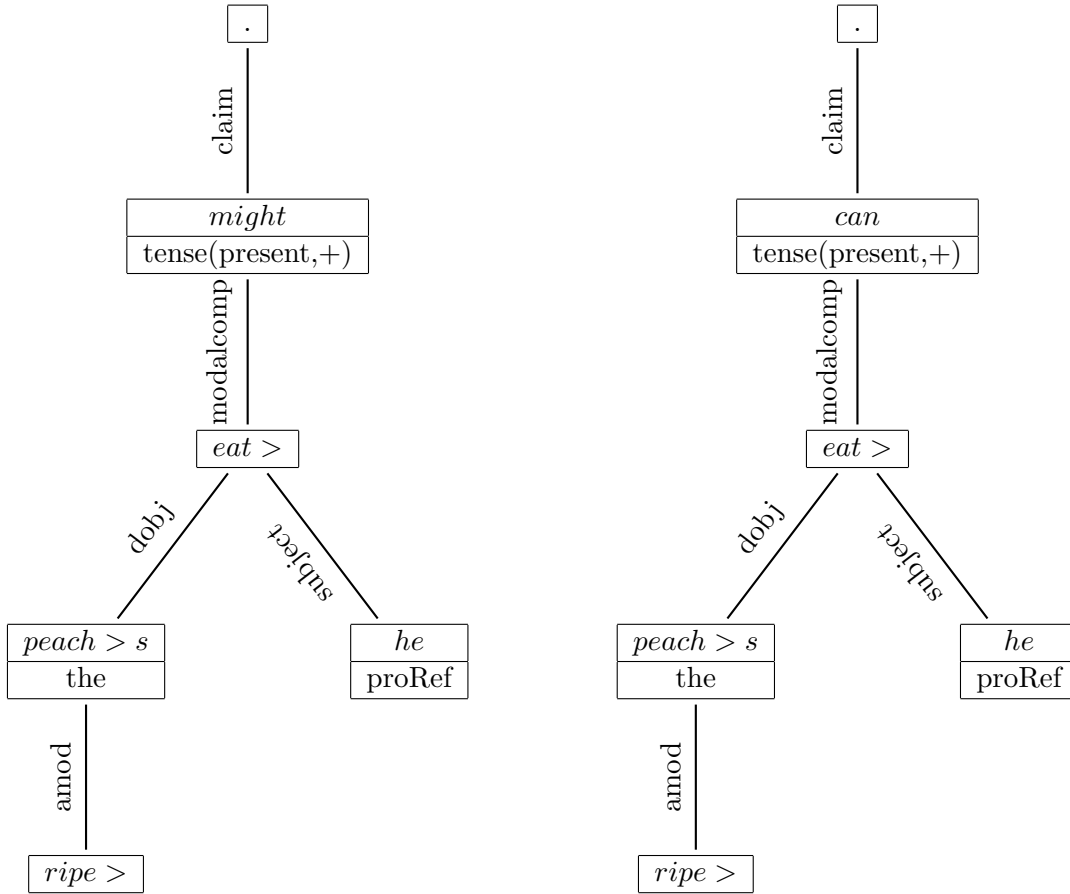 .
claim
might
tense(present,+)
modalcomp
eat >
dobj
subject
peach > s
the
he
proRef
amod
ripe >
.
claim
can
tense(present,+)
modalcomp
eat >
dobj
subject
peach > s
the
he
proRef
amod
ripe >